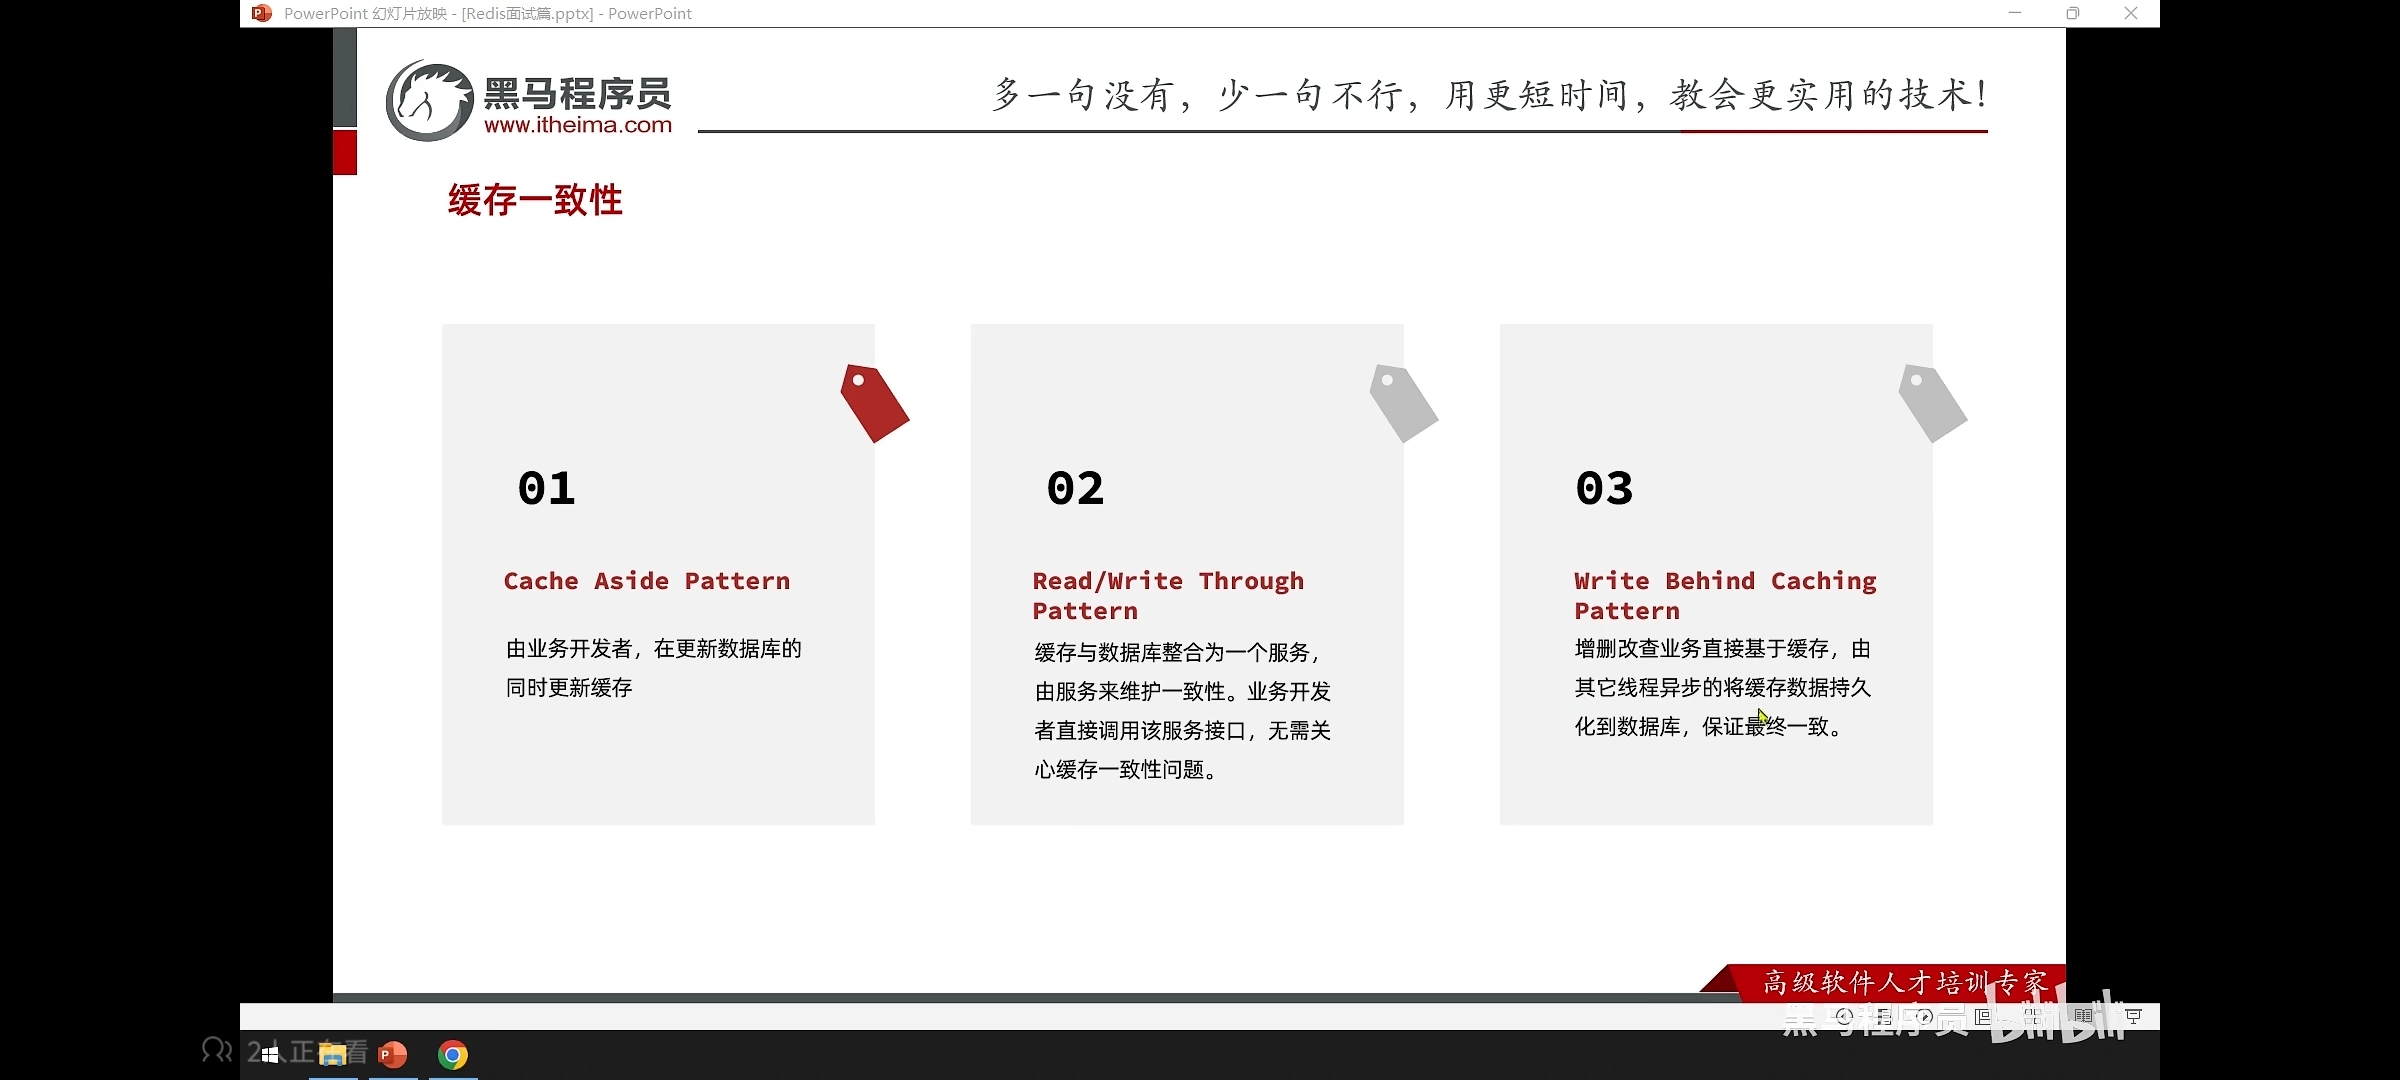 PowerPoint 幻灯片放映 - [Redis面试篇.pptx] - PowerPoint
黑马程序员
www.itheima.com
多一句没有，少一句不行，用更短时间，教会更实用的技术！
缓存一致性
01
Cache Aside Pattern
由业务开发者，在更新数据库的
同时更新缓存
02
Read/Write Through
Pattern
缓存与数据库整合为一个服务，
由服务来维护一致性。业务开发
者直接调用该服务接口，无需关
心缓存一致性问题。
03
Write Behind Caching
Pattern
增删改查业务直接基于缓存，由
其它线程异步的将缓存数据持久
化到数据库，保证最终一致。
高级软件人才培训专家
黑马程序员 bilibili
2人正在看